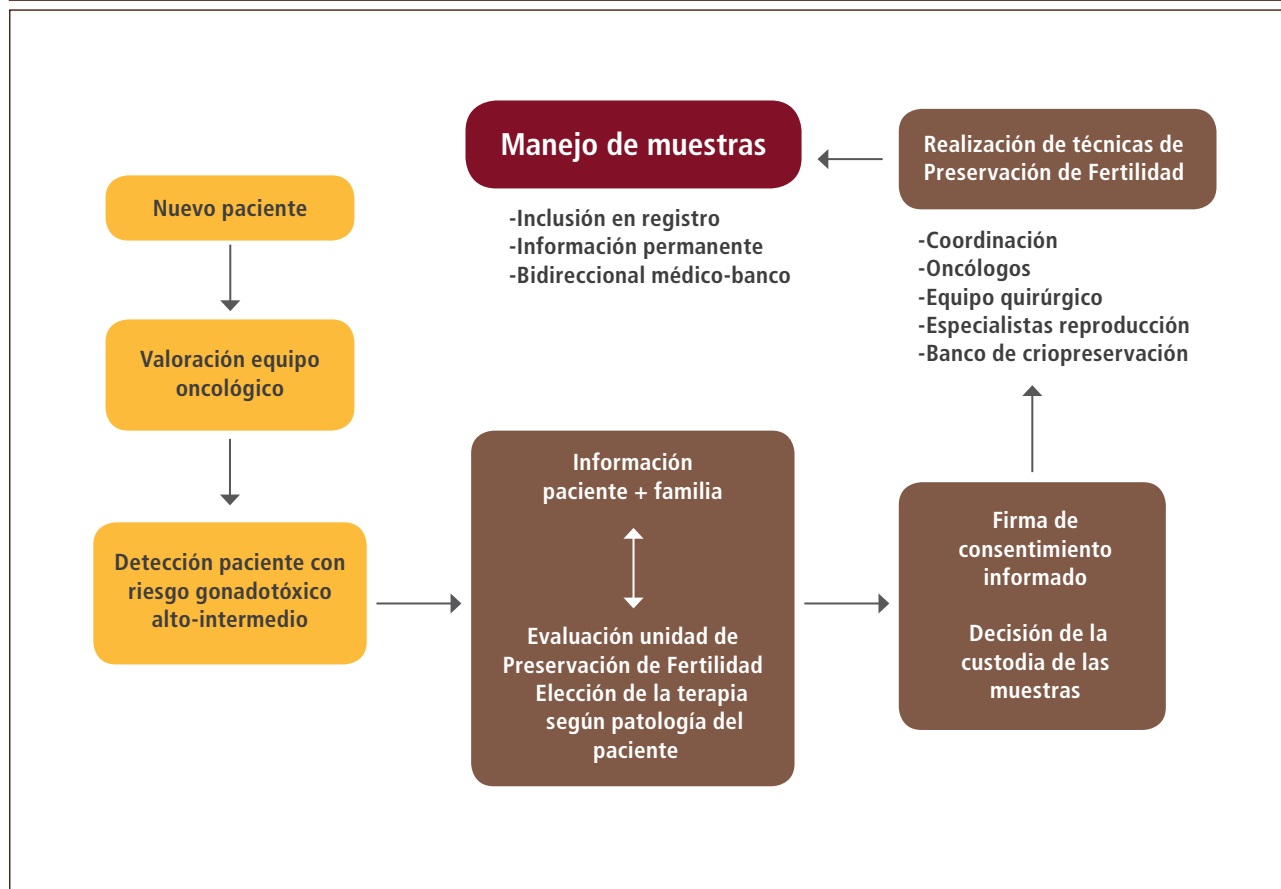 Nuevo paciente
Valoración equipo
oncológico
Detección paciente con
riesgo gonadotóxico
alto-intermedio
Información
paciente + familia
Evaluación unidad de
Preservación de Fertilidad
Elección de la terapia
según patología del
paciente
Firma de
consentimiento
informado
Decisión de la
custodia de las
muestras
Realización de técnicas de
Preservación de Fertilidad
-Coordinación
-Oncólogos
-Equipo quirúrgico
-Especialistas reproducción
-Banco de criopreservación
Manejo de muestras
-Inclusión en registro
-Información permanente
-Bidireccional médico-banco